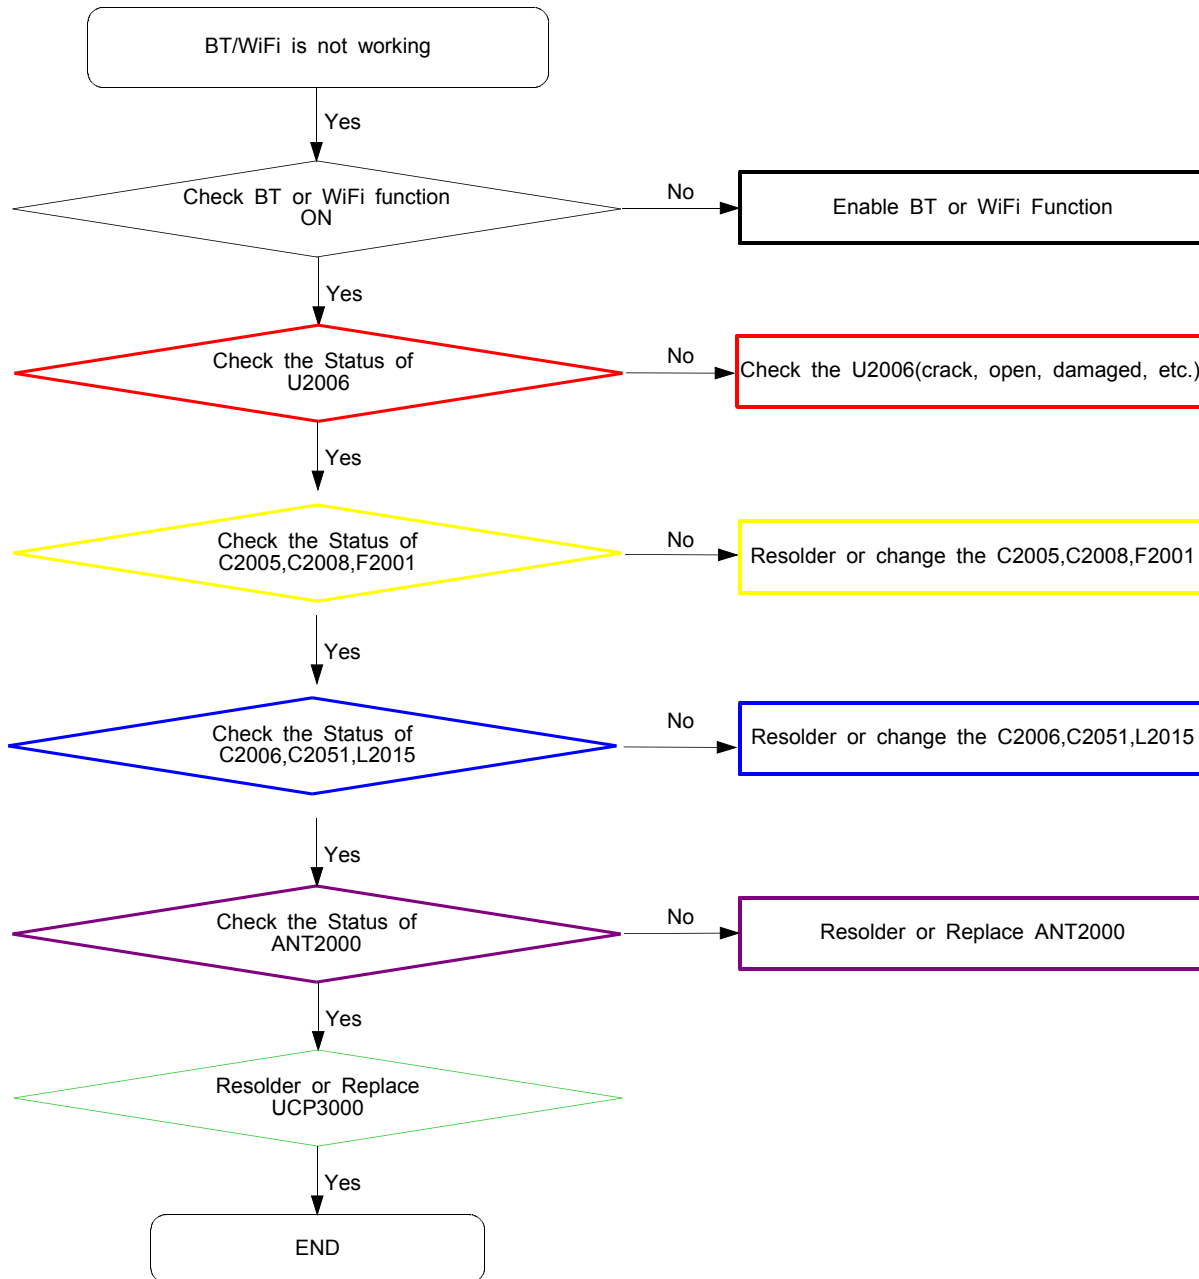 BT/WiFi is not working
Yes
Check BT or WiFi function
ON
No
Enable BT or WiFi Function
Yes
Check the Status of
U2006
No
Check the U2006(crack, open, damaged, etc.)
Yes
Check the Status of
C2005,C2008,F2001
No
Resolder or change the C2005,C2008,F2001
Yes
Check the Status of
C2006,C2051,L2015
No
Resolder or change the C2006,C2051,L2015
Yes
Check the Status of
ANT2000
No
Resolder or Replace ANT2000
Yes
Resolder or Replace
UCP3000
Yes
END